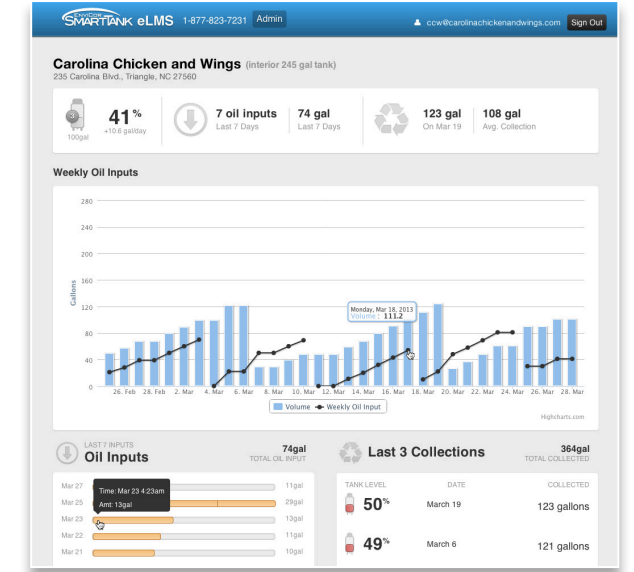 ENVIROIL
SMARTTANK eLMS 1-877-823-7231 Admin ccw@carolinachickenandwings.com Sign Out
Carolina Chicken and Wings (interior 245 gal tank)
235 Carolina Blvd., Triangle, NC 27560
3 41% 7 oil inputs 74 gal 123 gal 108 gal
100gal +10.6 gal/day Last 7 Days Last 7 Days On Mar 19 Avg. Collection
Weekly Oil Inputs
280
240
200
160
120
80
40
0
Gallons
Monday, Mar 18, 2013
Volume : 111.2
26. Feb 28. Feb 2. Mar 4. Mar 6. Mar 8. Mar 10. Mar 12. Mar 14. Mar 16. Mar 18. Mar 20. Mar 22. Mar 24. Mar 26. Mar 28. Mar
Volume Weekly Oil Input
Highcharts.com
LAST 7 INPUTS
Oil Inputs
74gal
TOTAL OIL INPUT
Mar 27 11gal
Mar 25 29gal
Mar 23 13gal
Mar 22 11gal
Mar 21 10gal
Time: Mar 23 4:23am
Amt: 13gal
Last 3 Collections
364gal
TOTAL COLLECTED
TANK LEVEL DATE COLLECTED
50% March 19 123 gallons
49% March 6 121 gallons